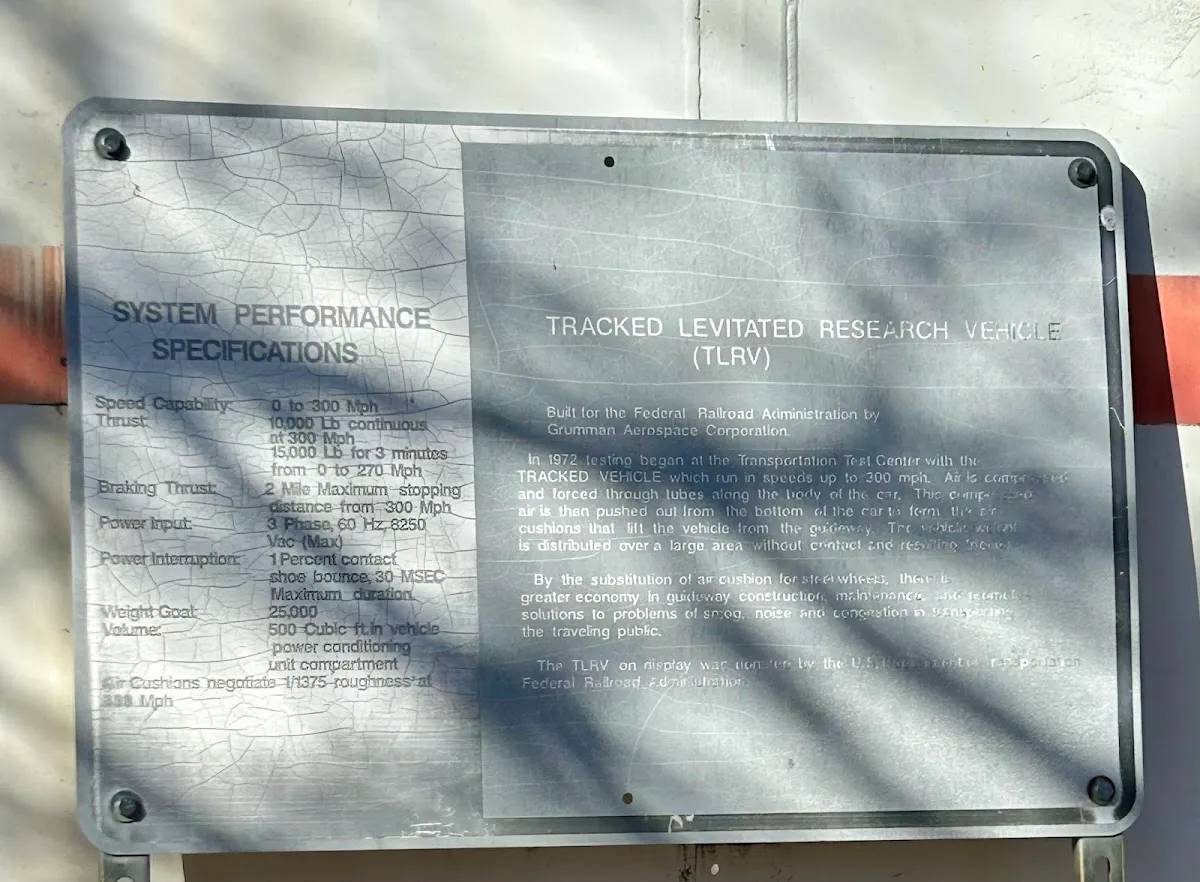 SYSTEM PERFORMANCE
SPECIFICATIONS
Speed Capability: 0 to 300 Mph
Thrust: 10,000 Lb continuous
at 300 Mph
15,000 Lb for 3 minutes
from 0 to 270 Mph
Braking Thrust: 2 Mile Maximum stopping
distance from 300 Mph
Power Input: 3 Phase, 60 Hz, 8250
Vac (Max)
Power Interruption: 1 Percent contact
shoe bounce, 30 MSEC
Maximum duration
Weight Goal: 25,000
Volume: 500 Cubic ft. in vehicle
power conditioning
unit compartment
Air Cushions negotiate 1/1375 roughness at
Mph
TRACKED LEVITATED RESEARCH VEHICLE
(TLRV)
Built for the Federal Railroad Administration by
Grumman Aerospace Corporation.
In 1972 testing began at the Transportation Test Center with the
TRACKED VEHICLE which run in speeds up to 300 mph. Air is
and forced through tubes along the body of the car. This
air is then pushed out from the bottom of the car to form the air
cushions that lift the vehicle from the guideway. The vehicle weight
is distributed over a large area without contact and resulting
By the substitution of air cushion for steel wheels, there is
greater economy in guideway construction, maintenance, and
solutions to problems of smog, noise and congestion in
the traveling public.
The TLRV on display was donated by the U.S. Transportation
Federal Railroad Administration.